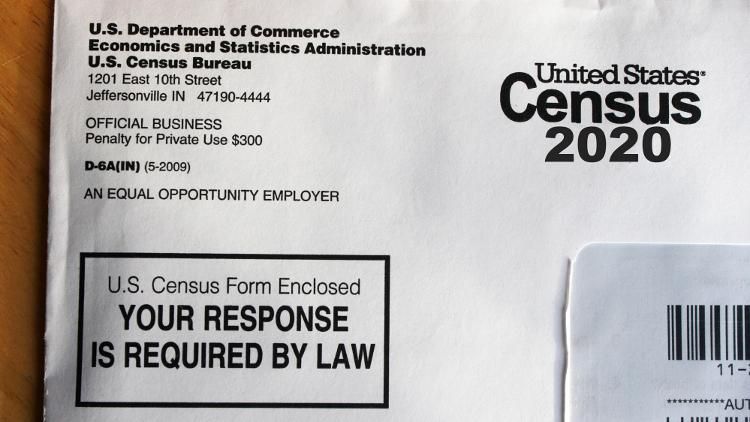 U.S. Department of Commerce
Economics and Statistics Administration
U.S. Census Bureau
1201 East 10th Street
Jeffersonville IN 47190-4444
OFFICIAL BUSINESS
Penalty for Private Use $300
D-6A(IN) (5-2009)
AN EQUAL OPPORTUNITY EMPLOYER
United States®
Census
2020
U.S. Census Form Enclosed
YOUR RESPONSE
IS REQUIRED BY LAW
11-
***********AUT